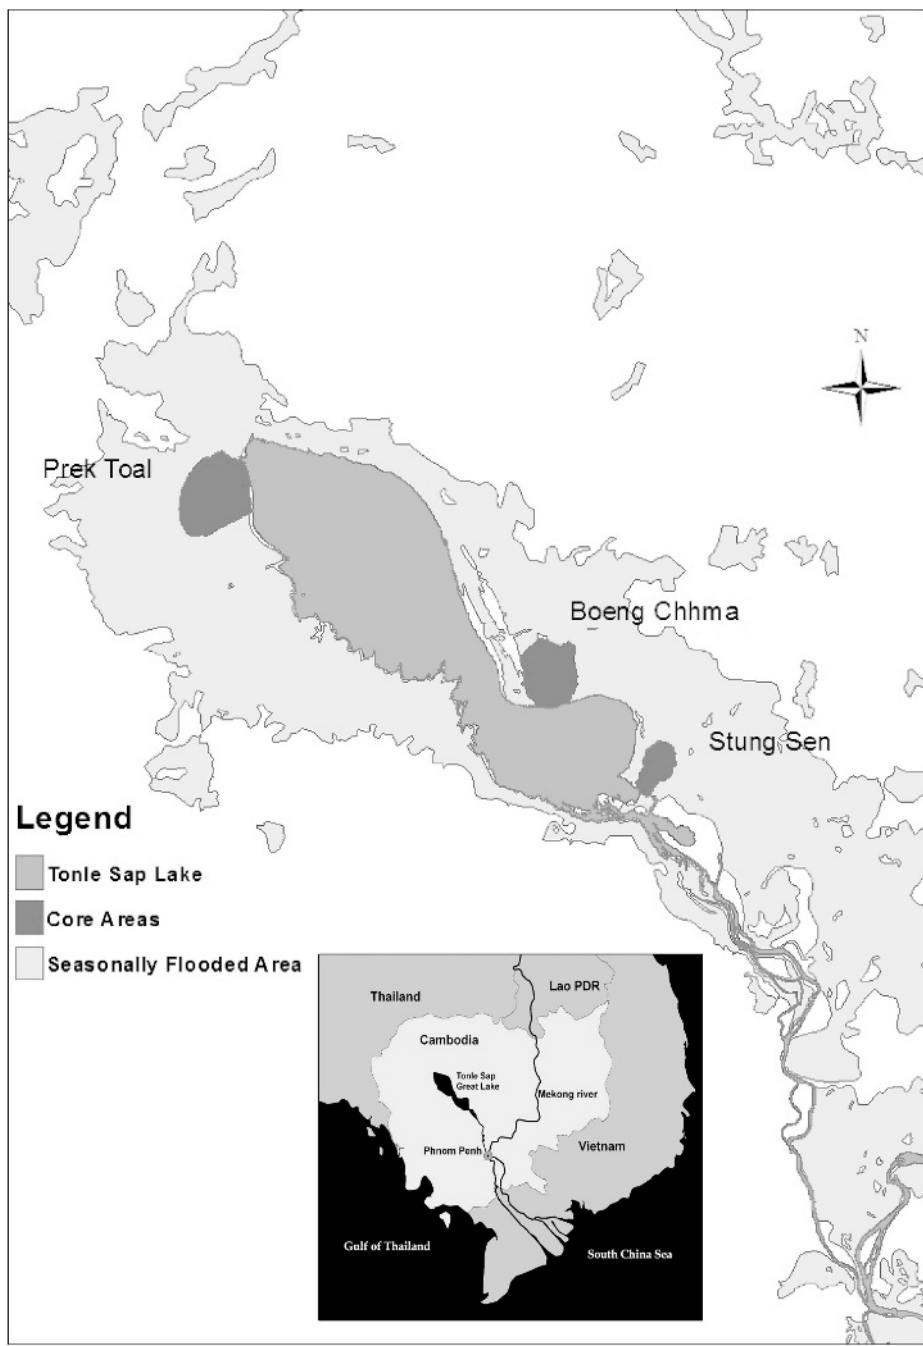 N
Prek Toal
Boeng Chhma
Stung Sen
Legend
Tonle Sap Lake
Core Areas
Seasonally Flooded Area
Thailand
Lao PDR
Cambodia
Tonle Sap
Great Lake
Mekong river
Phnom Penh
Vietnam
Gulf of Thailand
South China Sea